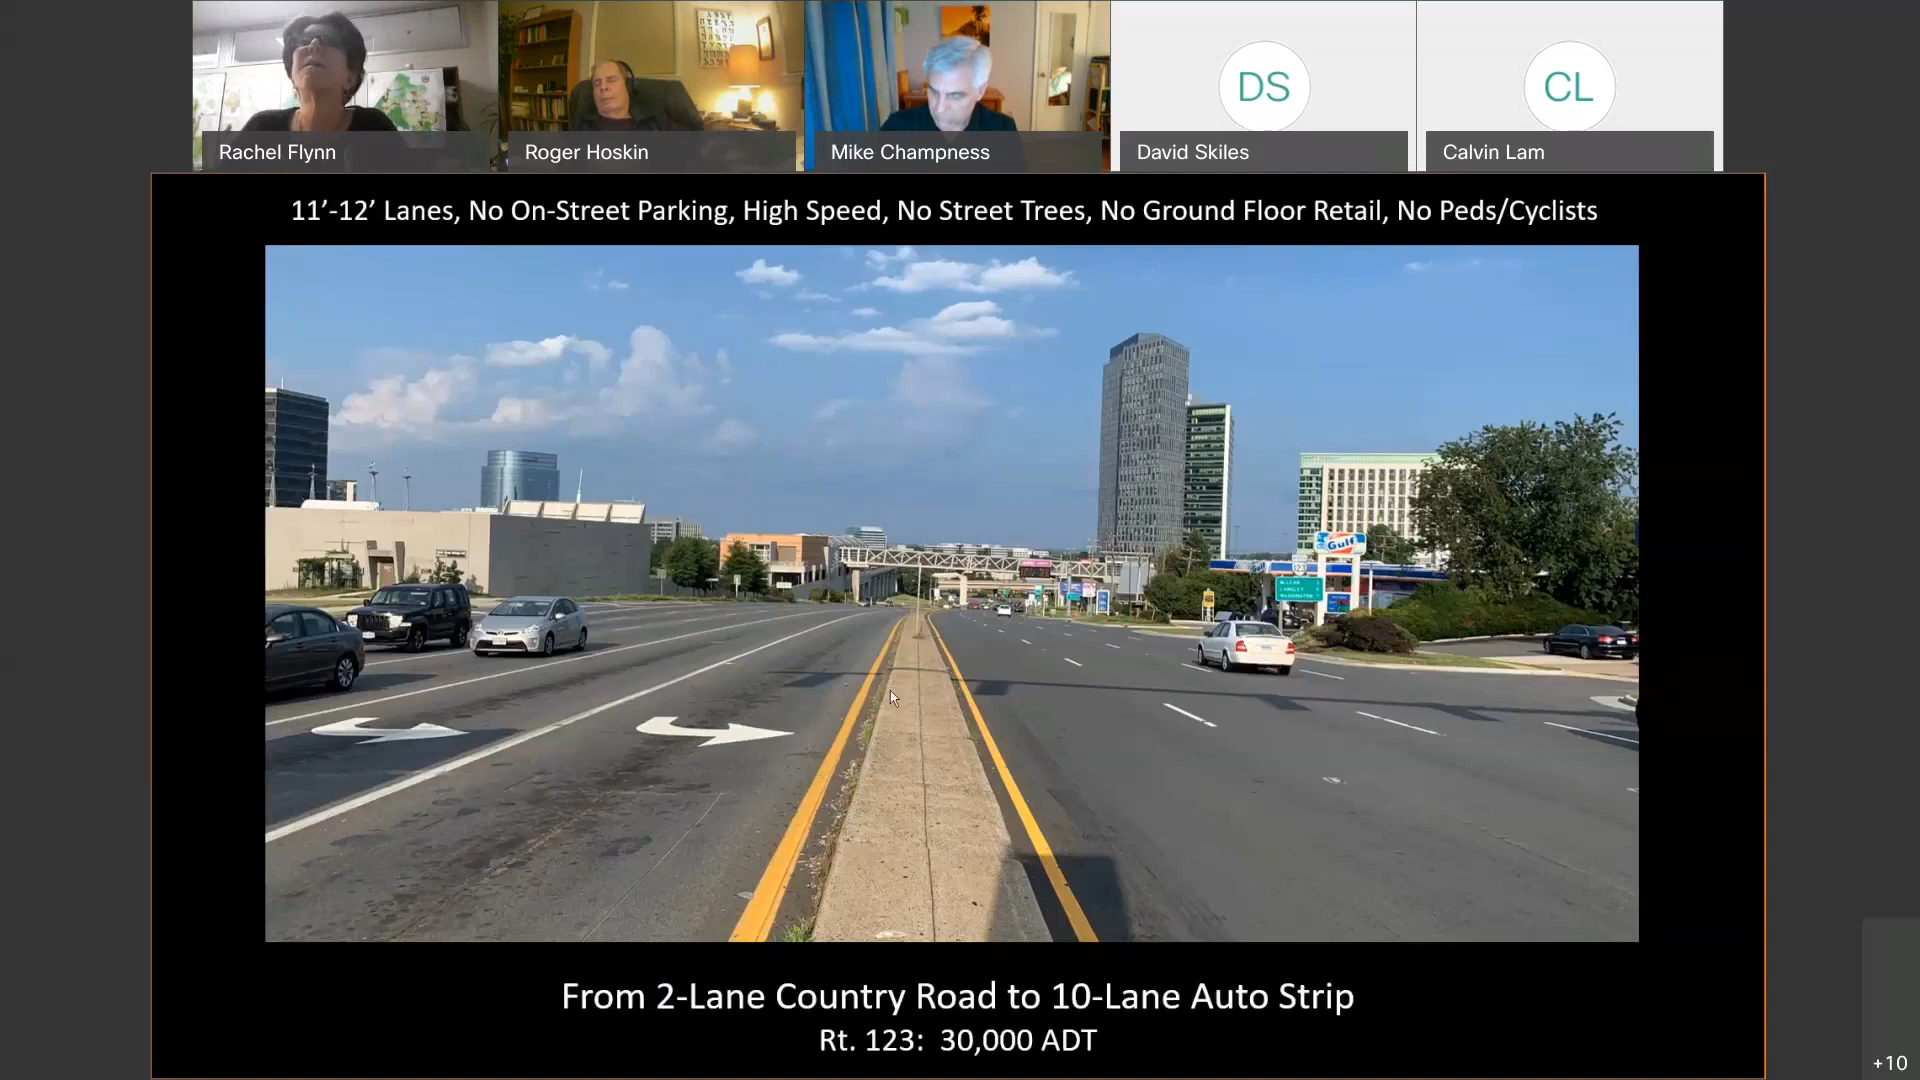 Rachel Flynn
Roger Hoskin
Mike Champness
DS
David Skiles
CL
Calvin Lam
11’-12’ Lanes, No On-Street Parking, High Speed, No Street Trees, No Ground Floor Retail, No Peds/Cyclists
Gulf
Gulf
123
From 2-Lane Country Road to 10-Lane Auto Strip
Rt. 123:  30,000 ADT
+10